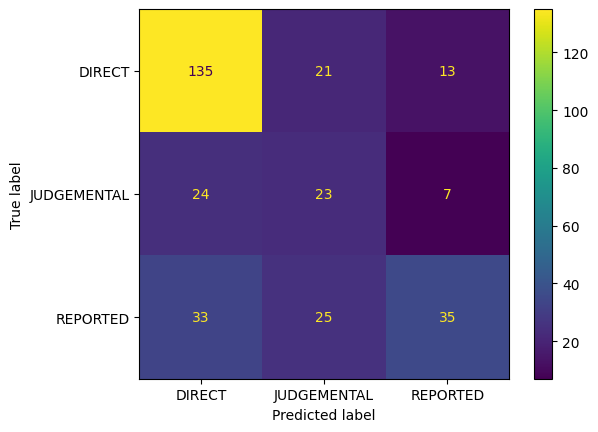 DIRECT 135 21 13
JUDGEMENTAL 24 23 7
REPORTED 33 25 35
DIRECT JUDGEMENTAL REPORTED
Predicted label
True label
120
100
80
60
40
20